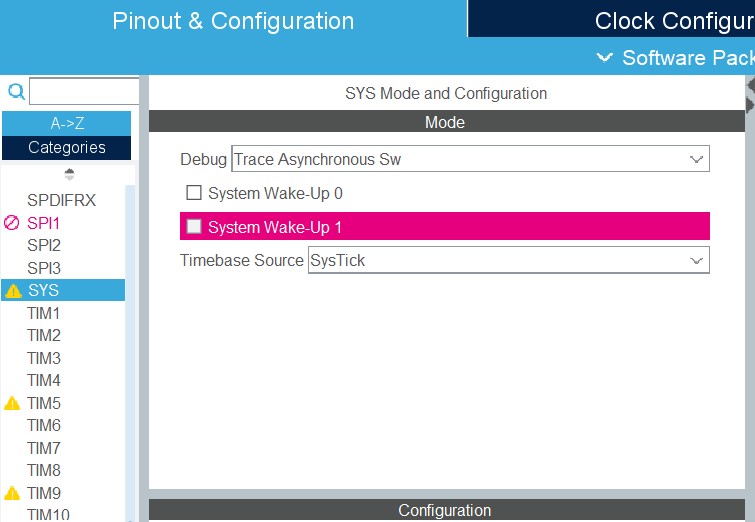 Pinout & Configuration
Clock Configur
Software Pack
SYS Mode and Configuration
A->Z
Mode
Categories
Debug Trace Asynchronous Sw
System Wake-Up 0
System Wake-Up 1
Timebase Source SysTick
SPDIFRX
SPI1
SPI2
SPI3
SYS
TIM1
TIM2
TIM3
TIM4
TIM5
TIM6
TIM7
TIM8
TIM9
TIM10
Configuration